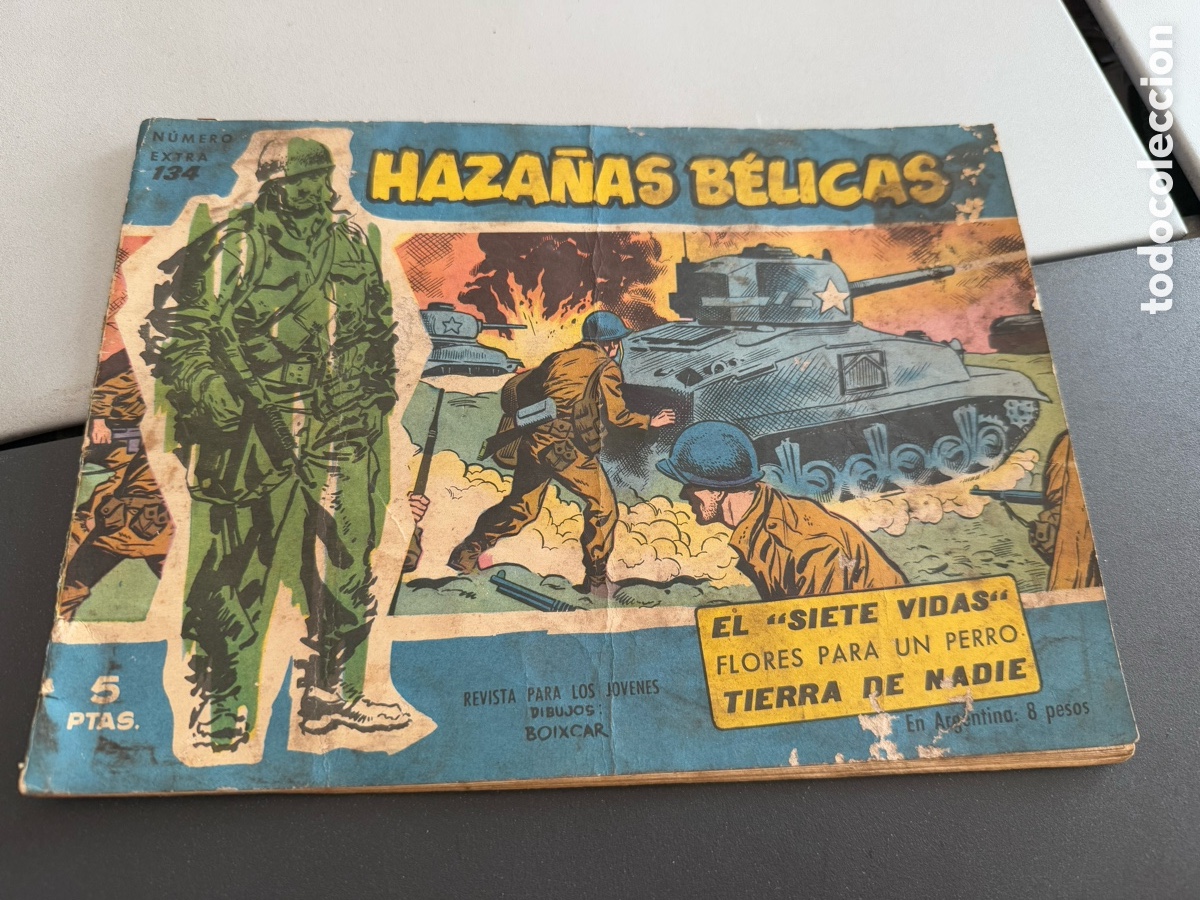 NÚMERO
EXTRA
134
HAZAÑAS BÉLICAS
EL "SIETE VIDAS"
FLORES PARA UN PERRO
TIERRA DE NADIE
5
PTAS.
REVISTA PARA LOS JOVENES
DIBUJOS:
BOIXCAR
En Argentina: 8 pesos
todocoleccion